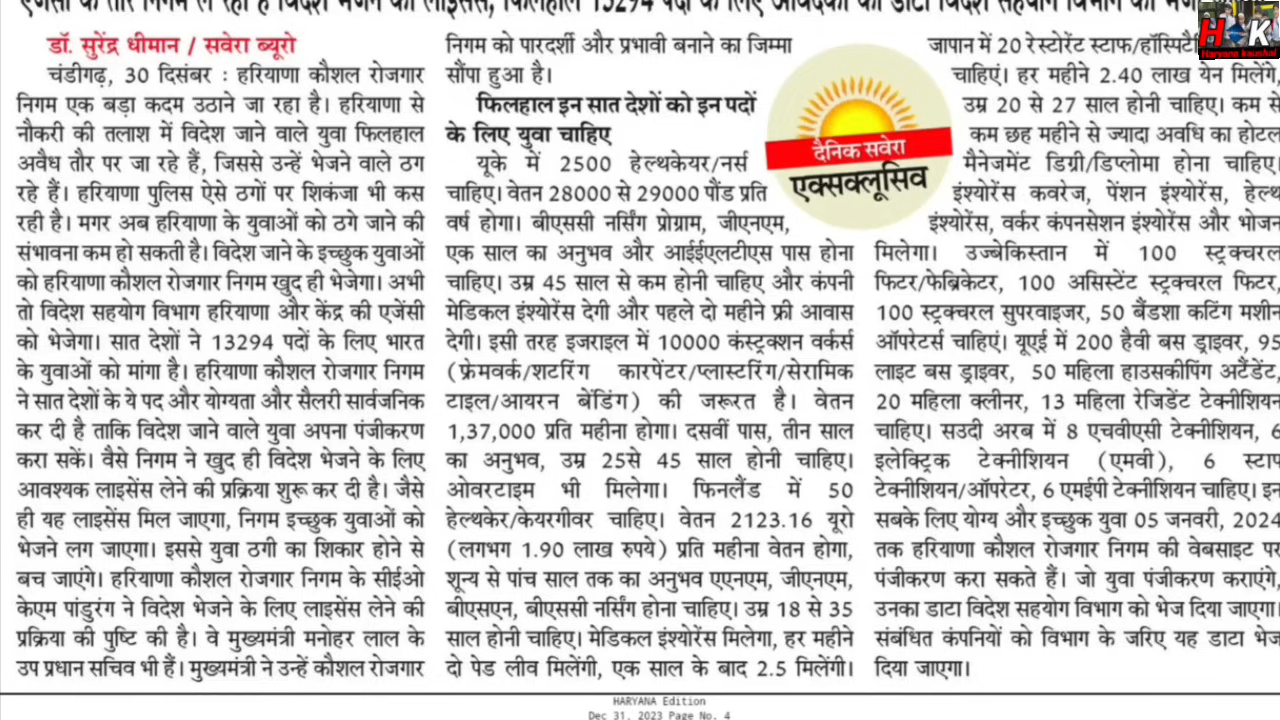 एजेंसी के तौर निगम ले रहा है विदेश भेजने का लाइसेंस, फिलहाल 13294 पदों के लिए आवेदकों का डाटा विदेश सहयोग विभाग को
डॉ. सुरेंद्र धीमान / सवेरा ब्यूरो
चंडीगढ़, 30 दिसंबर : हरियाणा कौशल रोजगार
निगम एक बड़ा कदम उठाने जा रहा है। हरियाणा से
नौकरी की तलाश में विदेश जाने वाले युवा फिलहाल
अवैध तौर पर जा रहे हैं, जिससे उन्हें भेजने वाले ठग
रहे हैं। हरियाणा पुलिस ऐसे ठगों पर शिकंजा भी कस
रही है। मगर अब हरियाणा के युवाओं को ठगे जाने की
संभावना कम हो सकती है। विदेश जाने के इच्छुक युवाओं
को हरियाणा कौशल रोजगार निगम खुद ही भेजेगा। अभी
तो विदेश सहयोग विभाग हरियाणा और केंद्र की एजेंसी
को भेजेगा। सात देशों ने 13294 पदों के लिए भारत
के युवाओं को मांगा है। हरियाणा कौशल रोजगार निगम
ने सात देशों के ये पद और योग्यता और सैलरी सार्वजनिक
कर दी है ताकि विदेश जाने वाले युवा अपना पंजीकरण
करा सकें। वैसे निगम ने खुद ही विदेश भेजने के लिए
आवश्यक लाइसेंस लेने की प्रक्रिया शुरू कर दी है। जैसे
ही यह लाइसेंस मिल जाएगा, निगम इच्छुक युवाओं को
भेजने लग जाएगा। इससे युवा ठगी का शिकार होने से
बच जाएंगे। हरियाणा कौशल रोजगार निगम के सीईओ
केएम पांडुरंग ने विदेश भेजने के लिए लाइसेंस लेने की
प्रक्रिया की पुष्टि की है। वे मुख्यमंत्री मनोहर लाल के
उप प्रधान सचिव भी हैं। मुख्यमंत्री ने उन्हें कौशल रोजगार
निगम को पारदर्शी और प्रभावी बनाने का जिम्मा
सौंपा हुआ है।
फिलहाल इन सात देशों को इन पदों
के लिए युवा चाहिए
यूके में 2500 हेल्थकेयर/नर्स
चाहिए। वेतन 28000 से 29000 पौंड प्रति
वर्ष होगा। बीएससी नर्सिंग प्रोग्राम, जीएनएम,
एक साल का अनुभव और आईईएलटीएस पास होना
चाहिए। उम्र 45 साल से कम होनी चाहिए और कंपनी
मेडिकल इंश्योरेंस देगी और पहले दो महीने फ्री आवास
देगी। इसी तरह इजराइल में 10000 कंस्ट्रक्शन वर्कर्स
(फ्रेमवर्क/शटरिंग कारपेंटर/प्लास्टरिंग/सेरामिक
टाइल/आयरन बेंडिंग) की जरूरत है। वेतन
1,37,000 प्रति महीना होगा। दसवीं पास, तीन साल
का अनुभव, उम्र 25से 45 साल होनी चाहिए।
ओवरटाइम भी मिलेगा। फिनलैंड में 50
हेल्थकेर/केयरगीवर चाहिए। वेतन 2123.16 यूरो
(लगभग 1.90 लाख रुपये) प्रति महीना वेतन होगा,
शून्य से पांच साल तक का अनुभव एएनएम, जीएनएम,
बीएसएन, बीएससी नर्सिंग होना चाहिए। उम्र 18 से 35
साल होनी चाहिए। मेडिकल इंश्योरेंस मिलेगा, हर महीने
दो पेड लीव मिलेंगी, एक साल के बाद 2.5 मिलेंगी।
दैनिक सवेरा
एक्सक्लूसिव
जापान में 20 रेस्टोरेंट स्टाफ/
चाहिएं। हर महीने 2.40 लाख येन मिलेंगे,
उम्र 20 से 27 साल होनी चाहिए। कम से
कम छह महीने से ज्यादा अवधि का होटल
मैनेजमेंट डिग्री/डिप्लोमा होना चाहिए।
इंश्योरेंस कवरेज, पेंशन इंश्योरेंस, हेल्थ
इंश्योरेंस, वर्कर कंपनसेशन इंश्योरेंस और भोजन
मिलेगा। उज्बेकिस्तान में 100 स्ट्रक्चरल
फिटर/फेब्रिकेटर, 100 असिस्टेंट स्ट्रक्चरल फिटर,
100 स्ट्रक्चरल सुपरवाइजर, 50 बैंडशा कटिंग मशीन
ऑपरेटर्स चाहिएं। यूएई में 200 हैवी बस ड्राइवर, 95
लाइट बस ड्राइवर, 50 महिला हाउसकीपिंग अटैंडेंट,
20 महिला क्लीनर, 13 महिला रेजिडेंट टेक्नीशियन
चाहिएं। सउदी अरब में 8 एचवीएसी टेक्नीशियन, 6
इलेक्ट्रिक टेक्नीशियन (एमवी), 6 स्टाप
टेक्नीशियन/ऑपरेटर, 6 एमईपी टेक्नीशियन चाहिएं। इन
सबके लिए योग्य और इच्छुक युवा 05 जनवरी, 2024
तक हरियाणा कौशल रोजगार निगम की वेबसाइट पर
पंजीकरण करा सकते हैं। जो युवा पंजीकरण कराएंगे,
उनका डाटा विदेश सहयोग विभाग को भेज दिया जाएगा।
संबंधित कंपनियों को विभाग के जरिए यह डाटा भेज
दिया जाएगा।
H K
Haryana kaushal
HARYANA Edition
Dec 31, 2023 Page No. 4